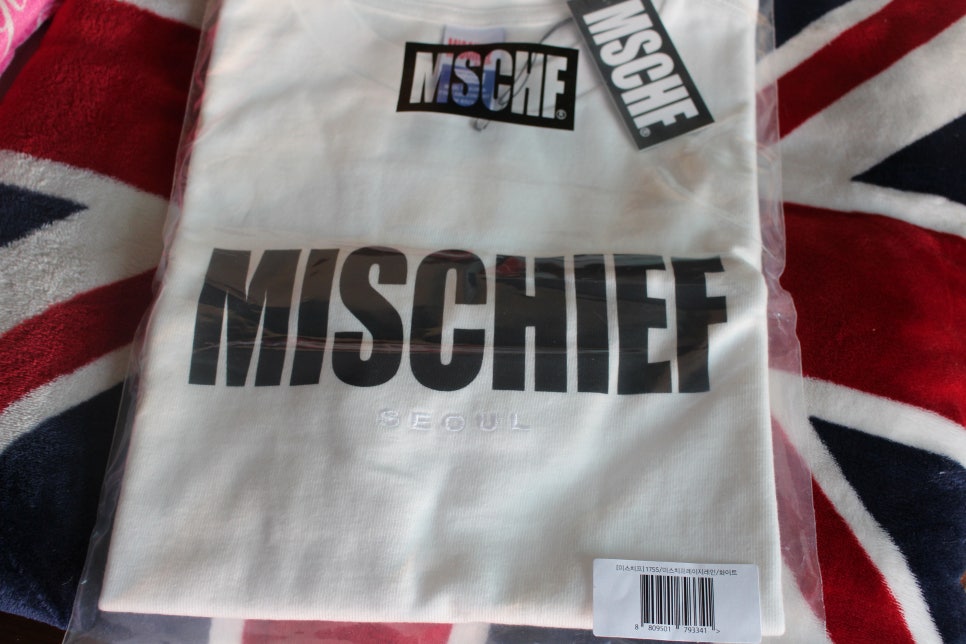 MSCHF®
MSCHF®
MISCHIEF
SEOUL
8 809501 793341 >